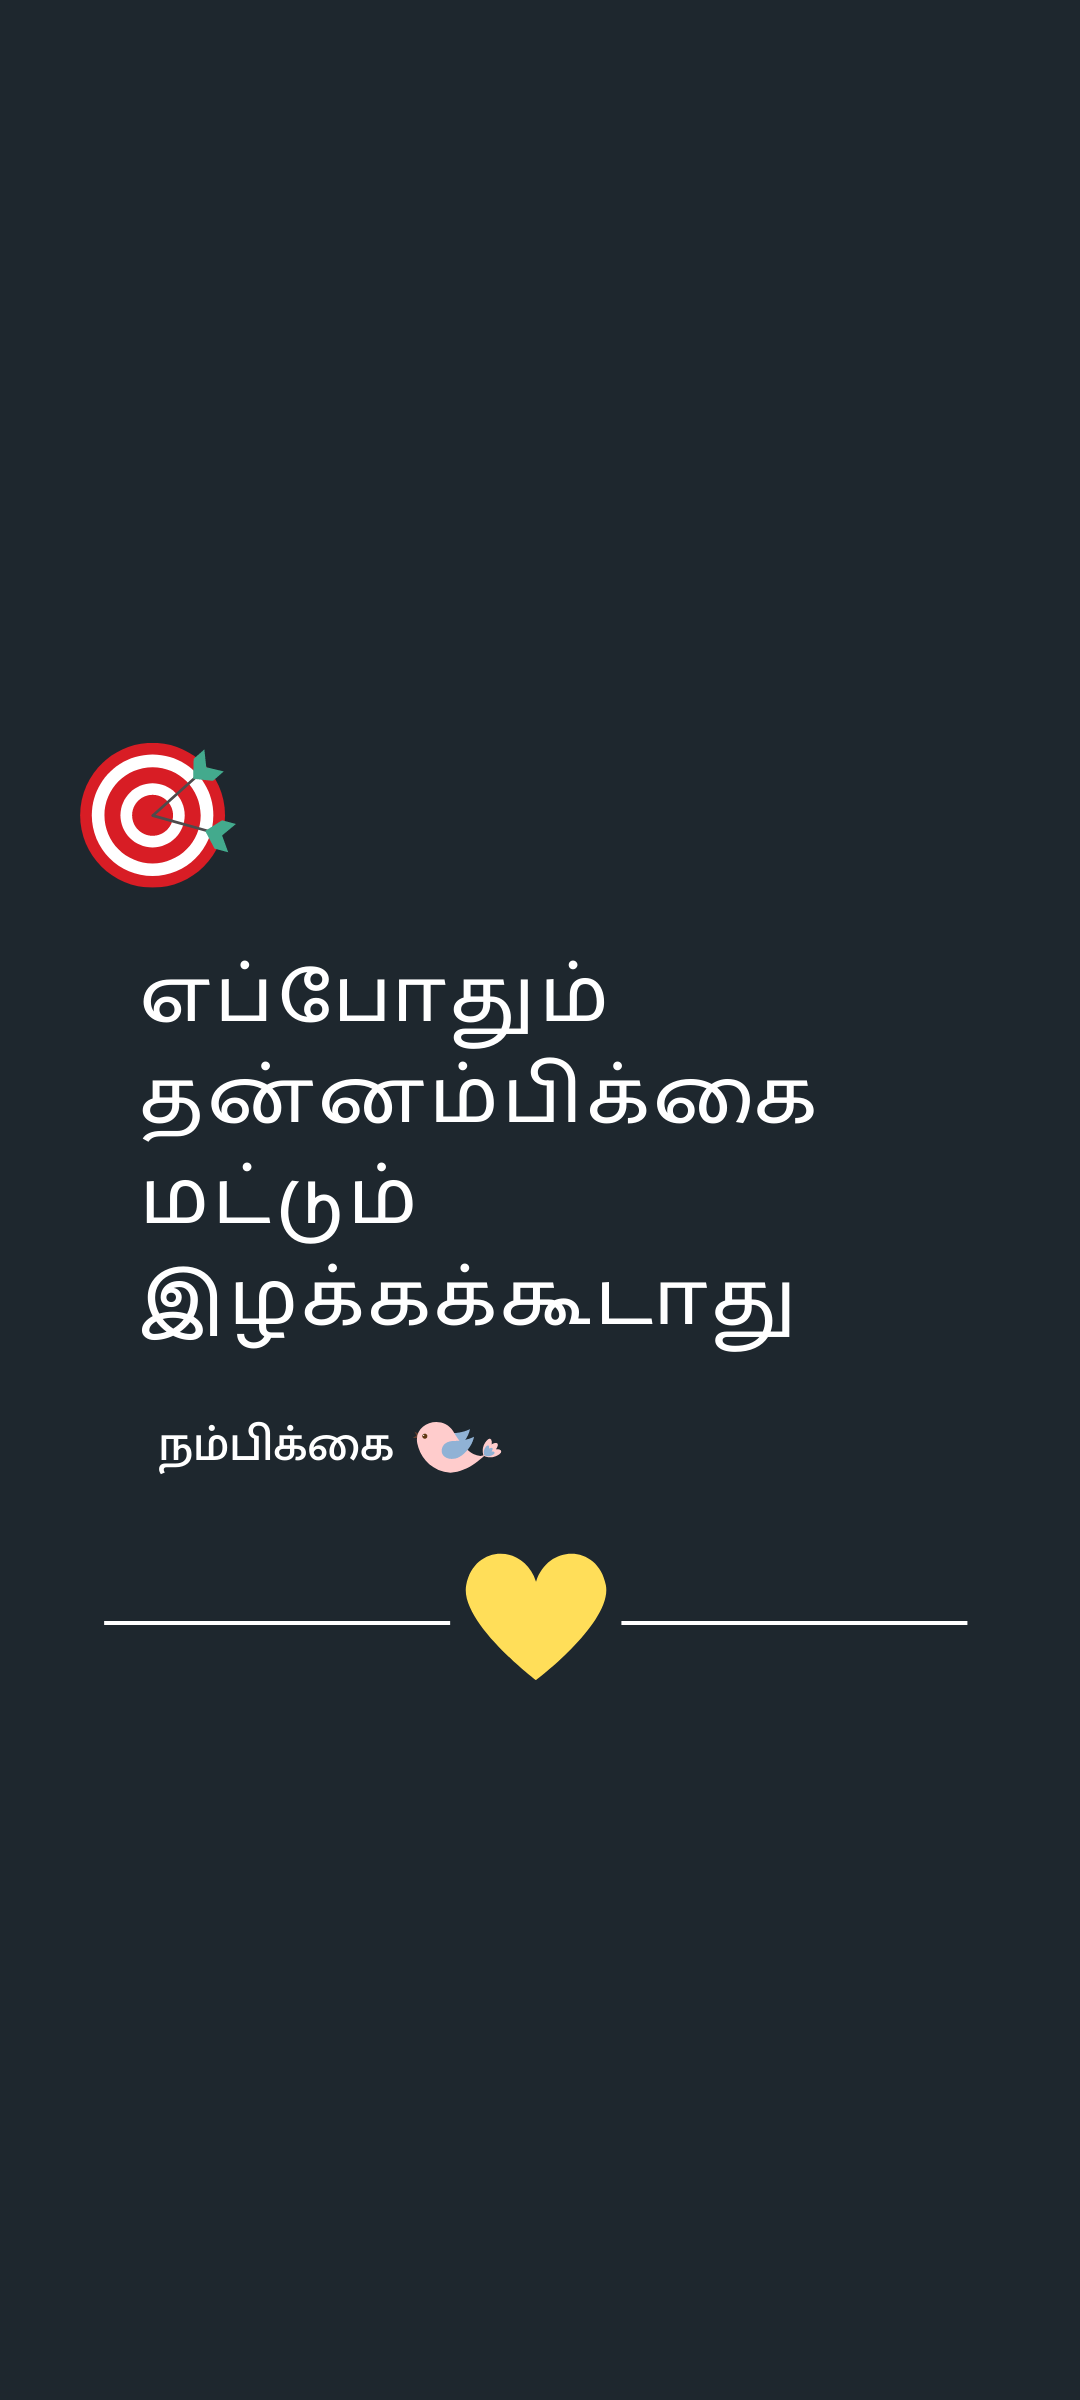 எப்போதும்
தன்னம்பிக்கை
மட்டும்
இழக்கக்கூடாது
நம்பிக்கை